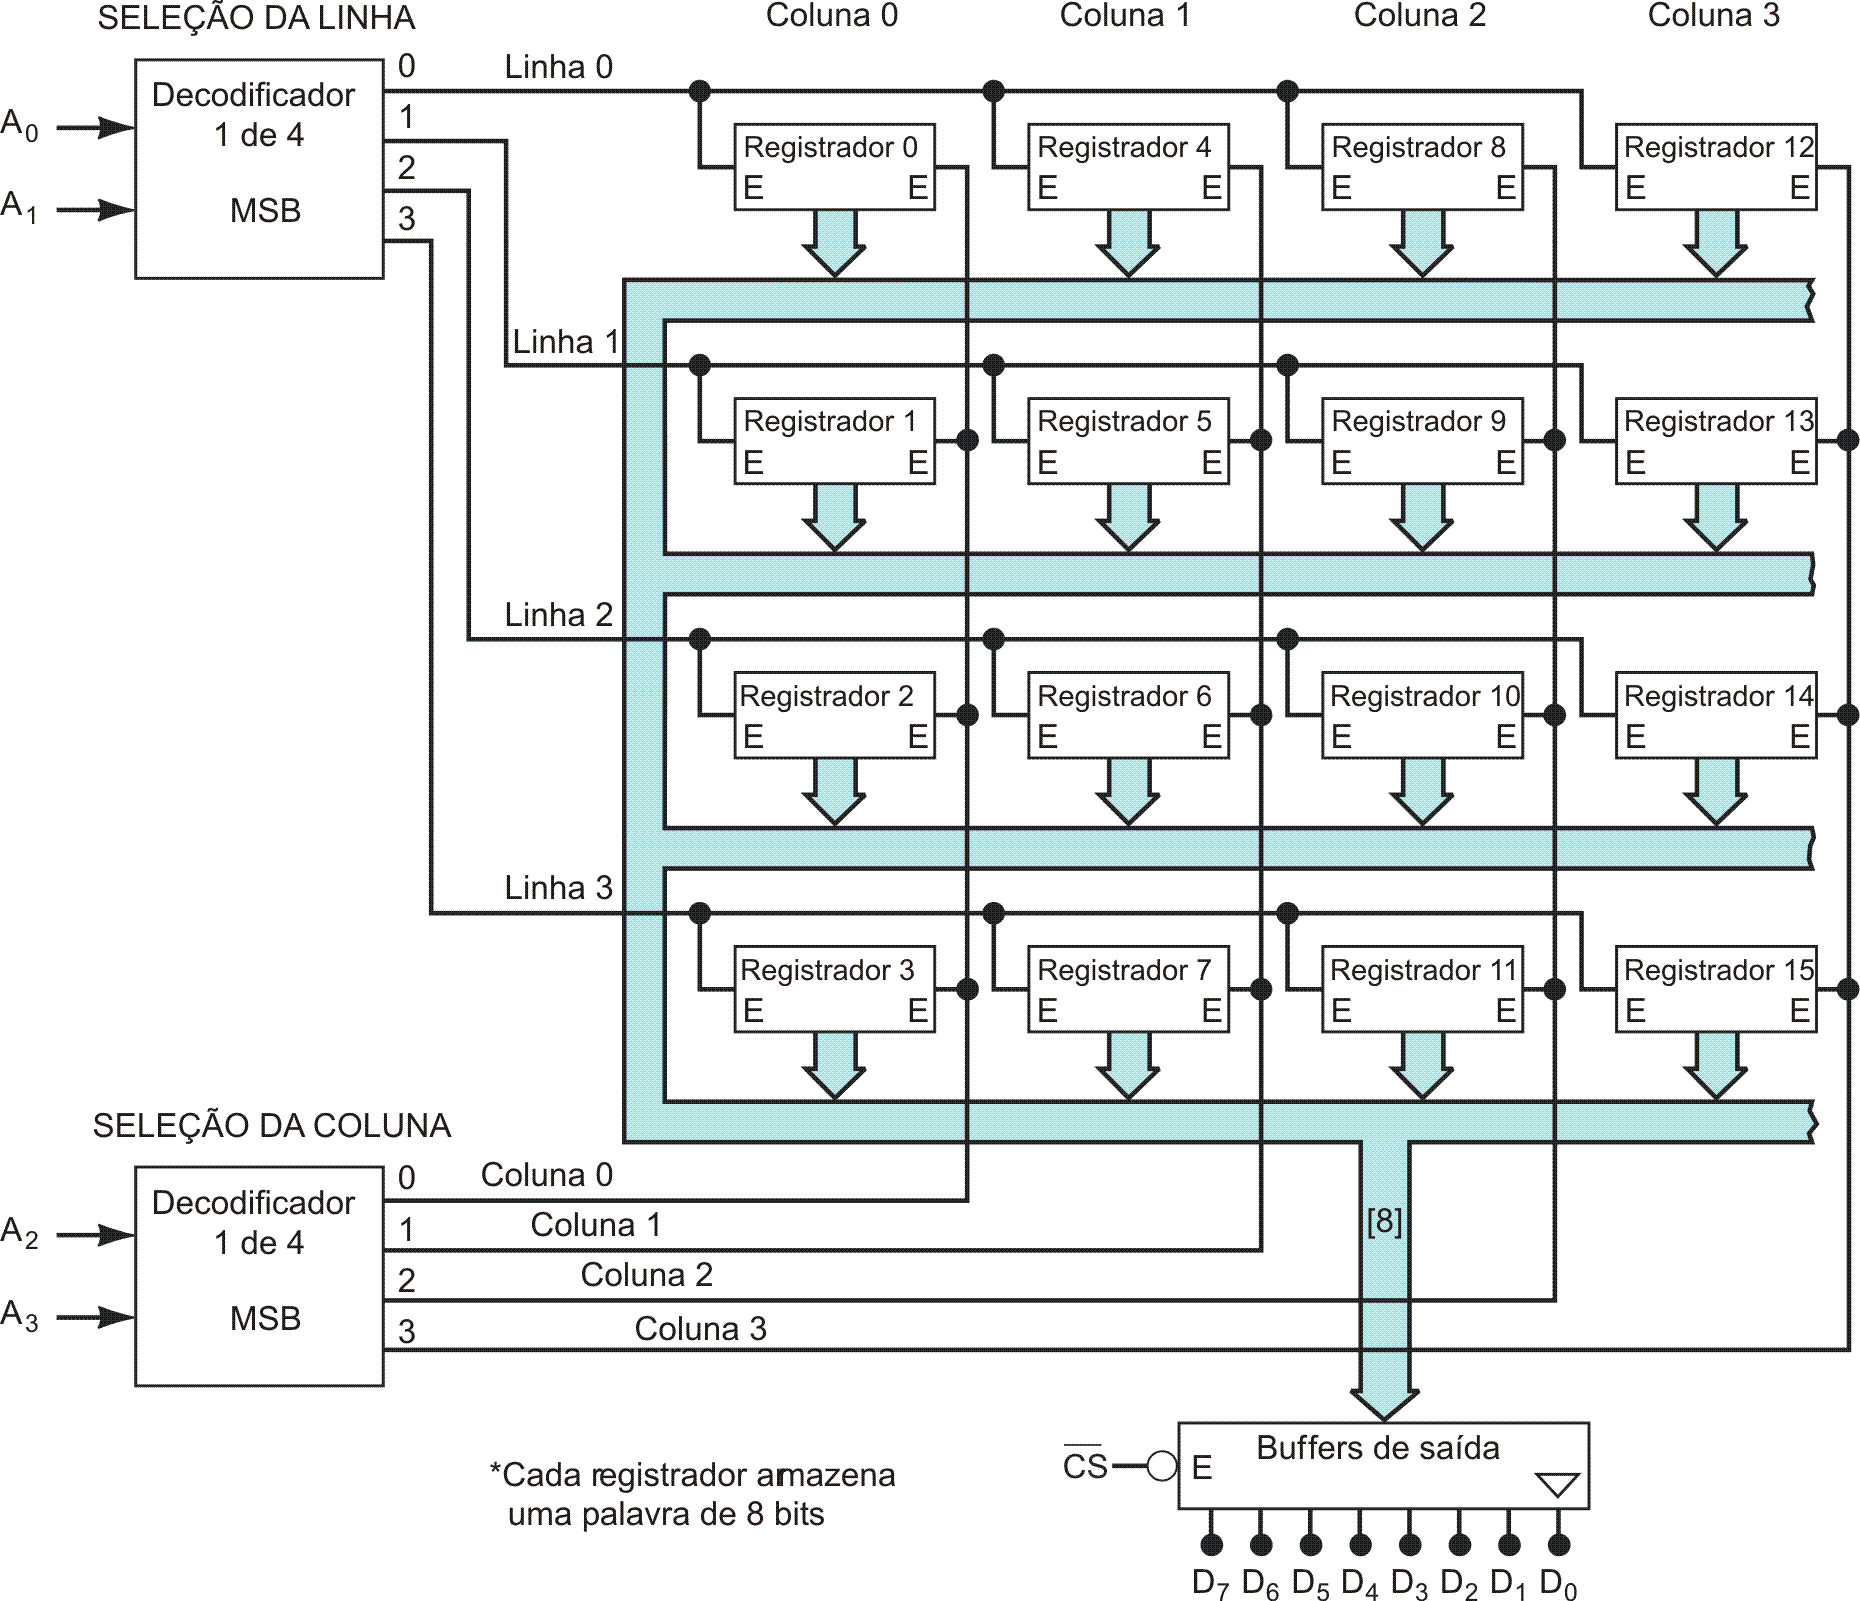 SELEÇÃO DA LINHA
Coluna 0 Coluna 1 Coluna 2 Coluna 3
Decodificador
1 de 4
MSB
A0
A1
0
1
2
3
Linha 0
Registrador 0
E E
Registrador 4
E E
Registrador 8
E E
Registrador 12
E E
Linha 1
Registrador 1
E E
Registrador 5
E E
Registrador 9
E E
Registrador 13
E E
Linha 2
Registrador 2
E E
Registrador 6
E E
Registrador 10
E E
Registrador 14
E E
Linha 3
Registrador 3
E E
Registrador 7
E E
Registrador 11
E E
Registrador 15
E E
SELEÇÃO DA COLUNA
Decodificador
1 de 4
MSB
A2
A3
0
1
2
3
Coluna 0
Coluna 1
Coluna 2
Coluna 3
[8]
CS
E
Buffers de saída
D7 D6 D5 D4 D3 D2 D1 D0
*Cada registrador armazena
uma palavra de 8 bits